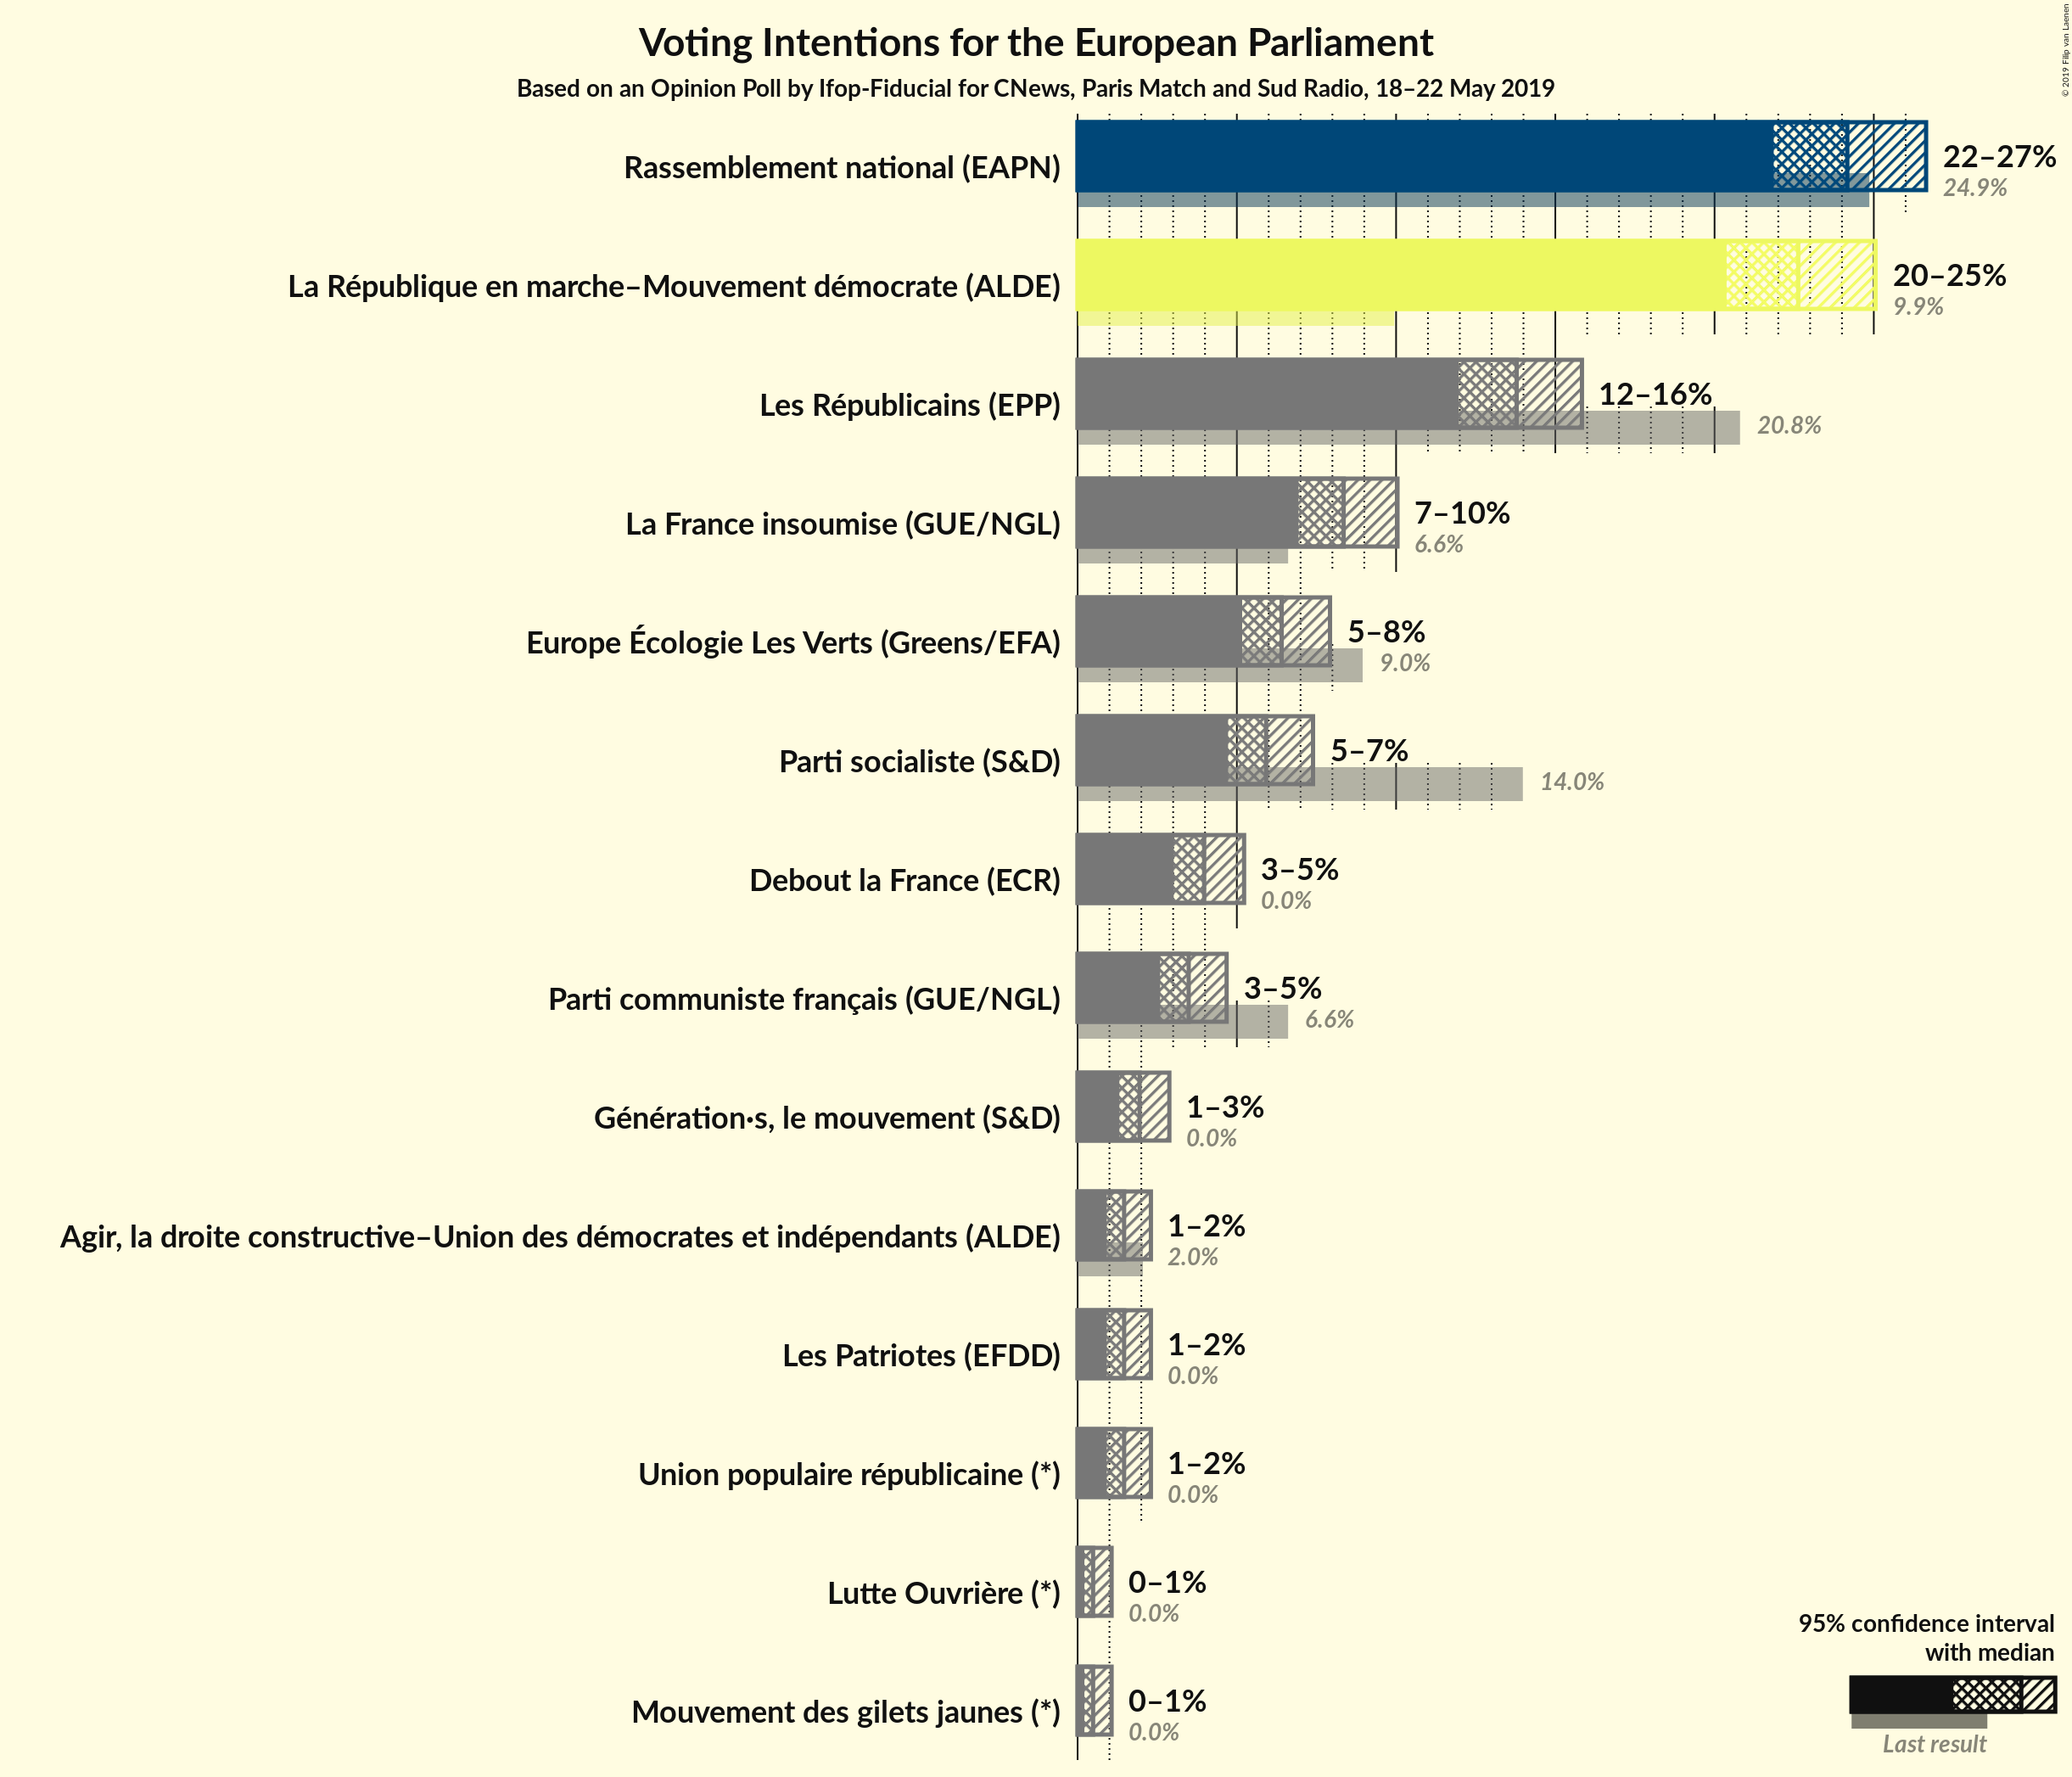 Voting Intentions for the European Parliament
Based on an Opinion Poll by Ifop-Fiducial for CNews, Paris Match and Sud Radio, 18–22 May 2019
© 2019 Filip van Laenen
Rassemblement national (EAPN)
22–27%
24.9%
La République en marche–Mouvement démocrate (ALDE)
20–25%
9.9%
Les Républicains (EPP)
12–16%
20.8%
La France insoumise (GUE/NGL)
7–10%
6.6%
Europe Écologie Les Verts (Greens/EFA)
5–8%
9.0%
Parti socialiste (S&D)
5–7%
14.0%
Debout la France (ECR)
3–5%
0.0%
Parti communiste français (GUE/NGL)
3–5%
6.6%
Génération·s, le mouvement (S&D)
1–3%
0.0%
Agir, la droite constructive–Union des démocrates et indépendants (ALDE)
1–2%
2.0%
Les Patriotes (EFDD)
1–2%
0.0%
Union populaire républicaine (*)
1–2%
0.0%
Lutte Ouvrière (*)
0–1%
0.0%
Mouvement des gilets jaunes (*)
0–1%
0.0%
95% confidence interval
with median
Last result